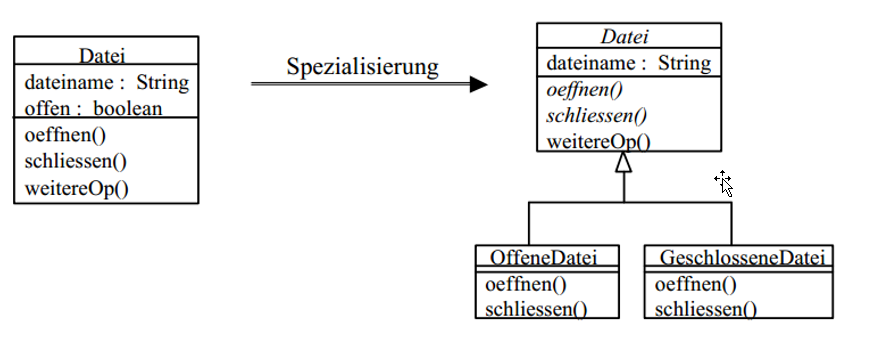 Datei
dateiname : String
offen : boolean
oeffnen()
schliessen()
weitereOp()
Spezialisierung
Datei
dateiname : String
oeffnen()
schliessen()
weitereOp()
OffeneDatei
oeffnen()
schliessen()
GeschlosseneDatei
oeffnen()
schliessen()